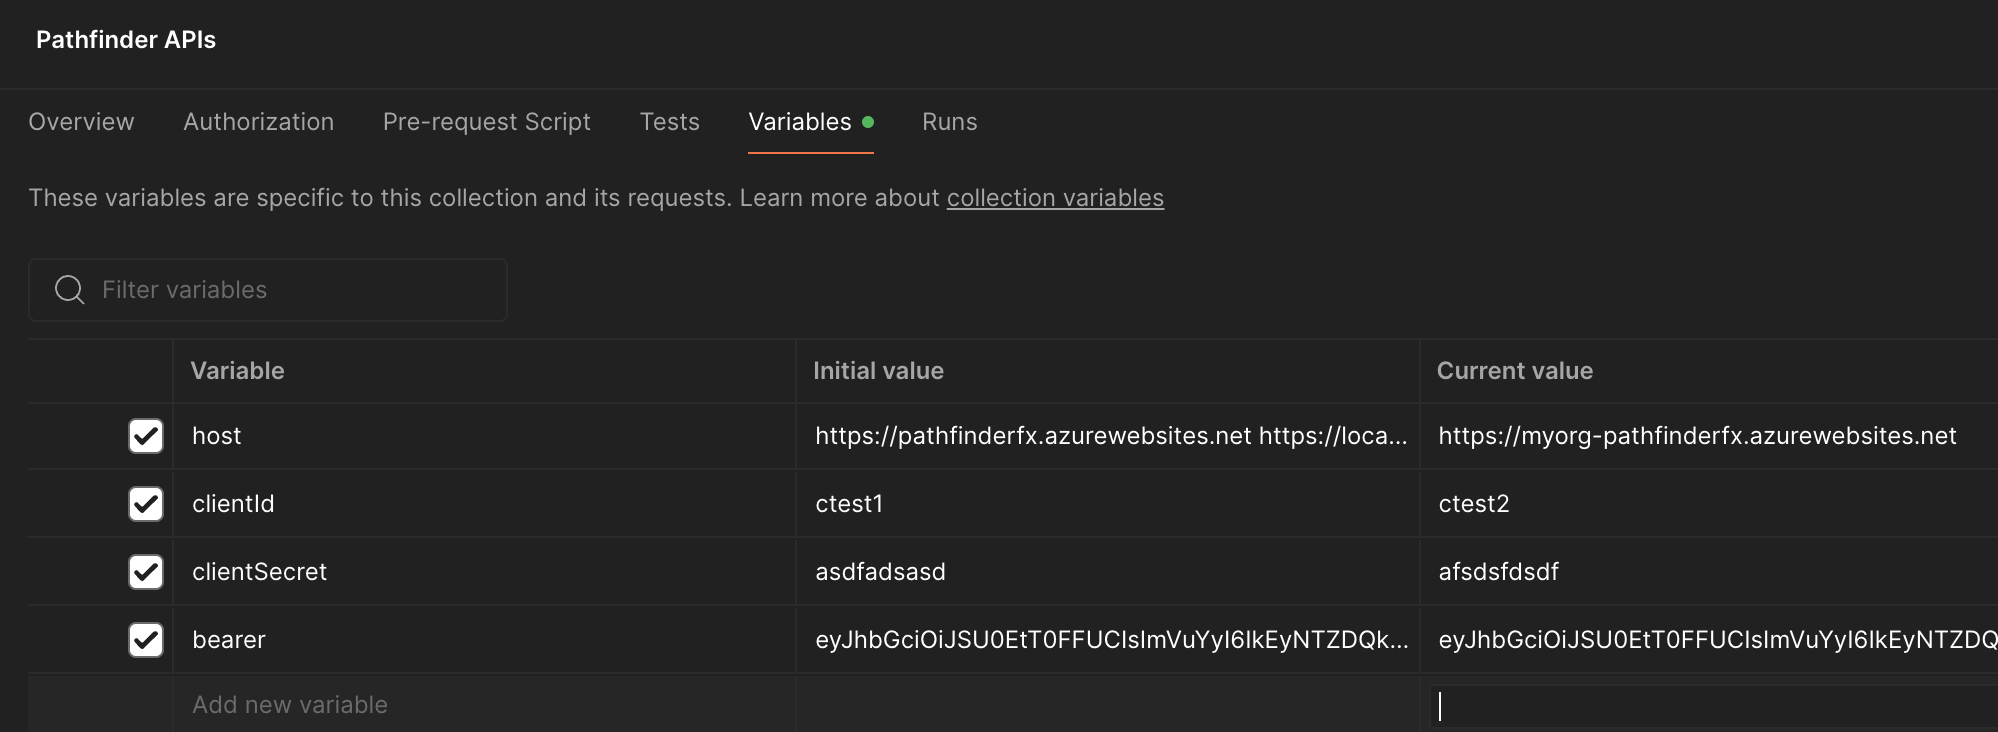 Pathfinder APIs
Overview Authorization Pre-request Script Tests Variables Runs
These variables are specific to this collection and its requests. Learn more about collection variables
Filter variables
Variable Initial value Current value
host https://pathfinderfx.azurewebsites.net https://loca... https://myorg-pathfinderfx.azurewebsites.net
clientId ctest1 ctest2
clientSecret asdfadsasd afsdsfdsdf
bearer eyJhbGciOiJSU0EtT0FFUCIsImVuYyI6IkEyNTZDQk... eyJhbGciOiJSU0EtT0FFUCIsImVuYyI6IkEyNTZDQ
Add new variable